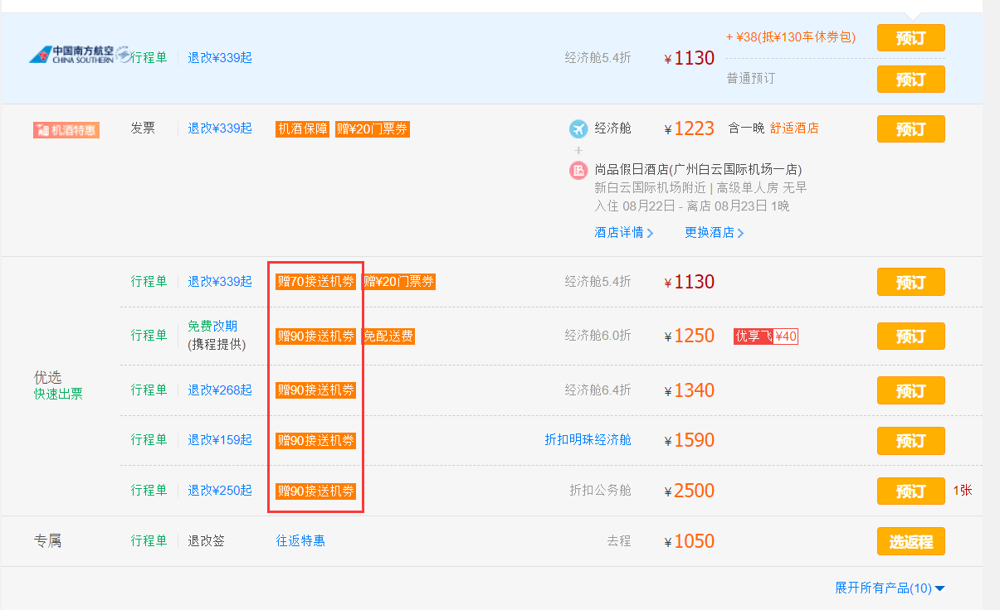 中国南方航空 CHINA SOUTHERN 行程单 退改¥339起 经济舱5.4折 ¥1130 + ¥38(抵¥130车休券包) 预订
普通预订 预订
机酒特惠 发票 退改¥339起 机酒保障 赠¥20门票券 经济舱 ¥1223 含一晚 舒适酒店 预订
+
尚品假日酒店(广州白云国际机场一店)
新白云国际机场附近 | 高级单人房 无早
入住 08月22日 - 离店 08月23日 1晚
酒店详情 更换酒店
优选
快速出票
行程单 退改¥339起 赠70接送机券 赠¥20门票券 经济舱5.4折 ¥1130 预订
行程单 免费改期 赠90接送机券 免配送费 经济舱6.0折 ¥1250 优享飞 ¥40 预订
(携程提供)
行程单 退改¥268起 赠90接送机券 经济舱6.4折 ¥1340 预订
行程单 退改¥159起 赠90接送机券 折扣明珠经济舱 ¥1590 预订
行程单 退改¥250起 赠90接送机券 折扣公务舱 ¥2500 预订 1张
专属 行程单 退改签 往返特惠 去程 ¥1050 选返程
展开所有产品(10)